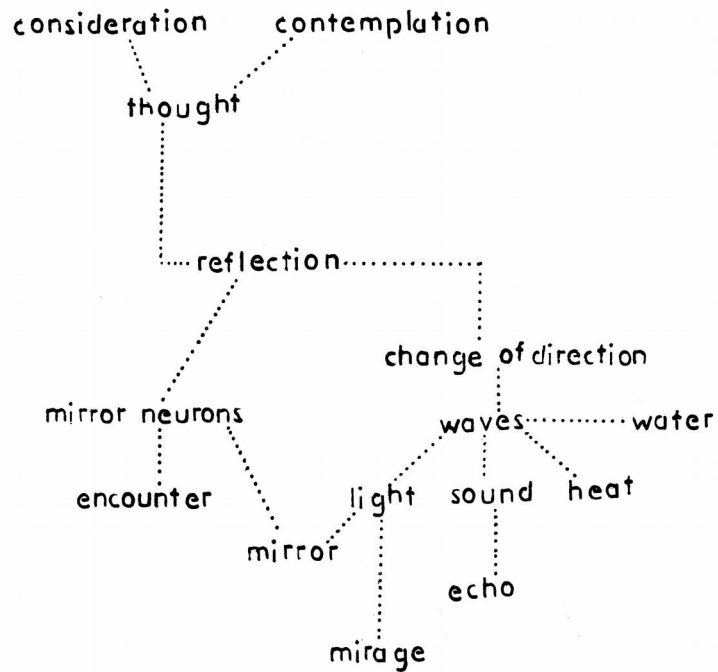 consideration contemplation
thought
reflection
change of direction
mirror neurons
waves
water
encounter
light
sound
heat
mirror
echo
mirage